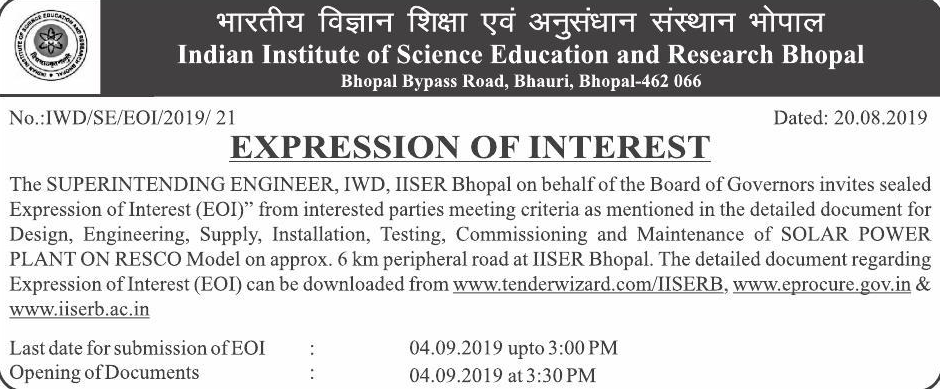 भारतीय विज्ञान शिक्षा एवं अनुसंधान संस्थान भोपाल
Indian Institute of Science Education and Research Bhopal
Bhopal Bypass Road, Bhauri, Bhopal-462 066
No.:IWD/SE/EOI/2019/ 21
Dated: 20.08.2019
EXPRESSION OF INTEREST
The SUPERINTENDING ENGINEER, IWD, IISER Bhopal on behalf of the Board of Governors invites sealed
Expression of Interest (EOI)” from interested parties meeting criteria as mentioned in the detailed document for
Design, Engineering, Supply, Installation, Testing, Commissioning and Maintenance of SOLAR POWER
PLANT ON RESCO Model on approx. 6 km peripheral road at IISER Bhopal. The detailed document regarding
Expression of Interest (EOI) can be downloaded from www.tenderwizard.com/IISERB, www.eprocure.gov.in &
www.iiserb.ac.in
Last date for submission of EOI : 04.09.2019 upto 3:00 PM
Opening of Documents : 04.09.2019 at 3:30 PM